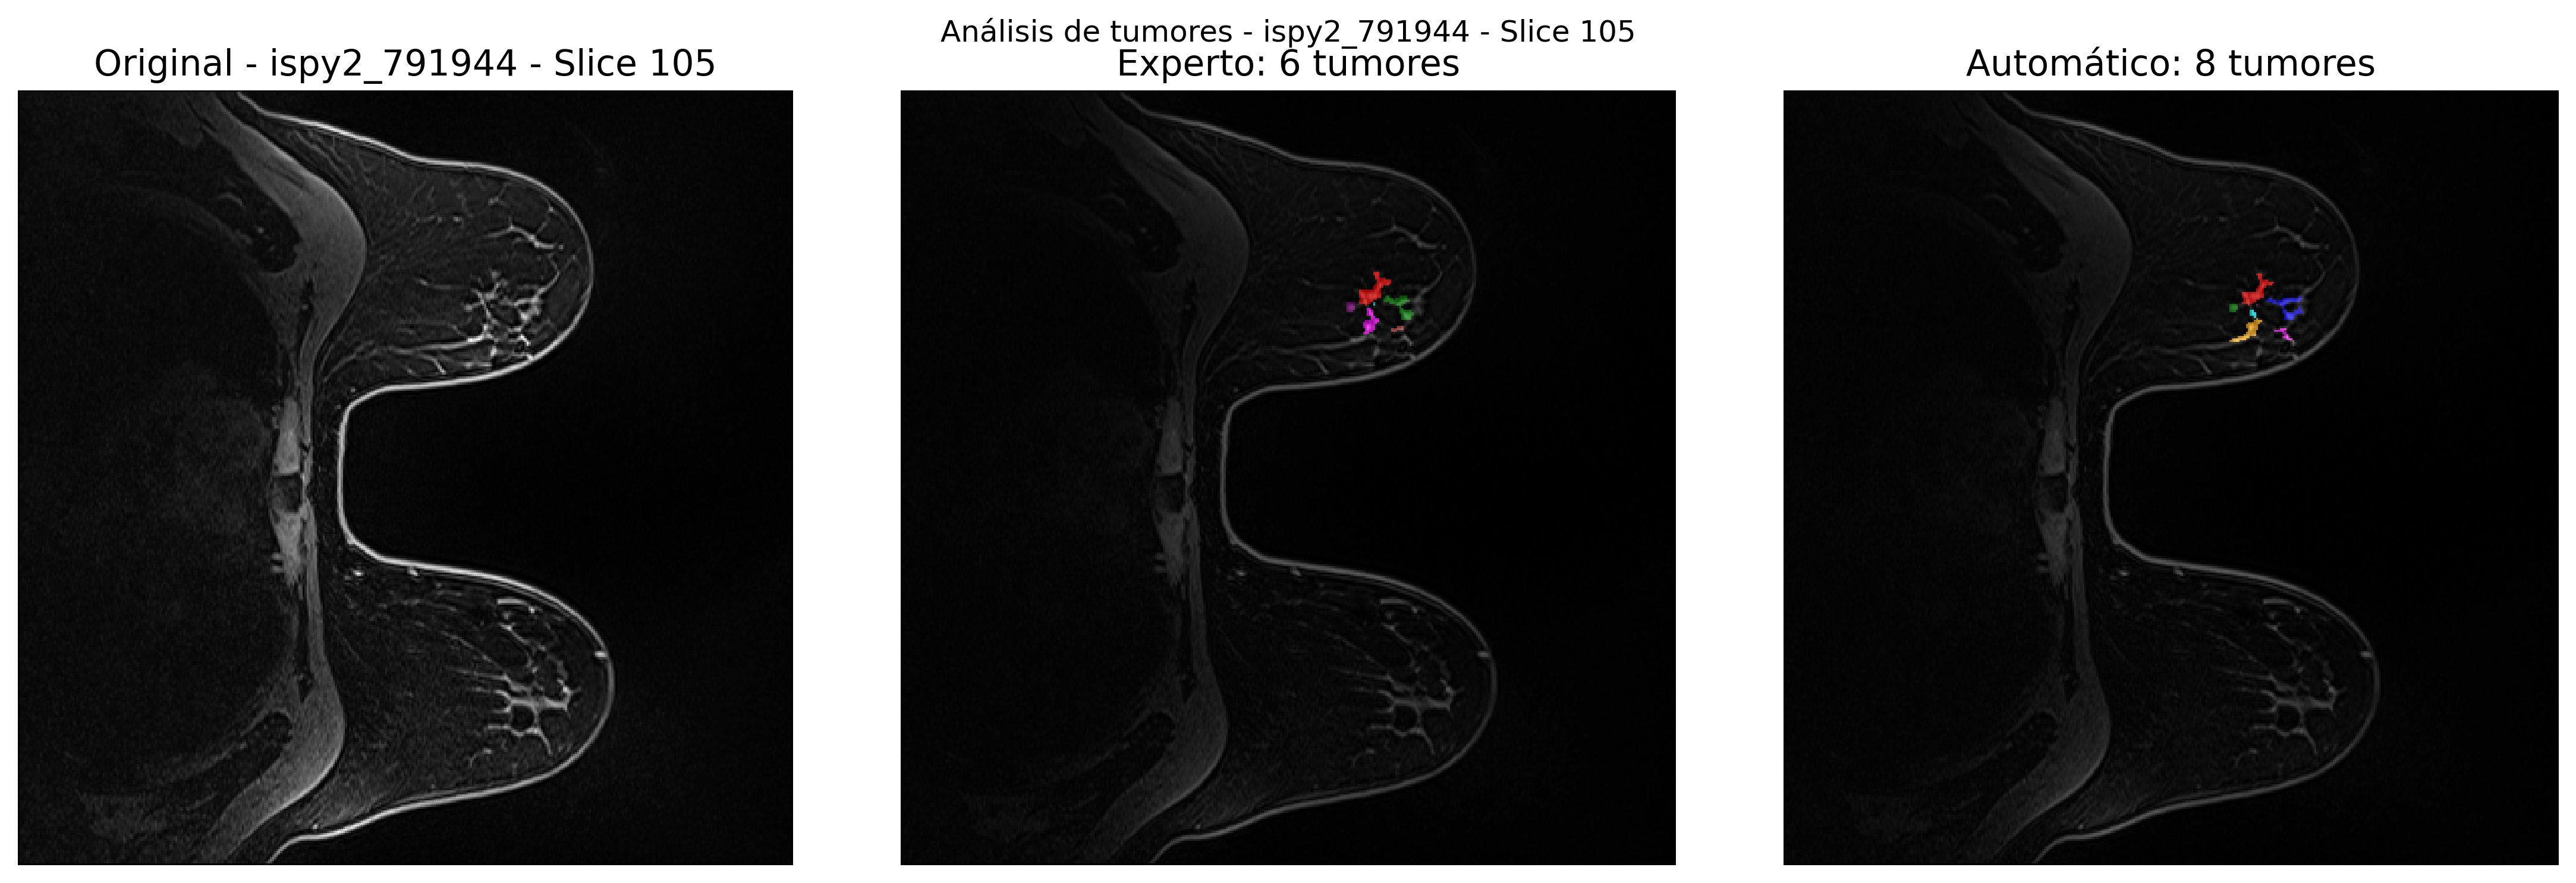 Análisis de tumores - ispy2_791944 - Slice 105
Original - ispy2_791944 - Slice 105
Experto: 6 tumores
Automático: 8 tumores